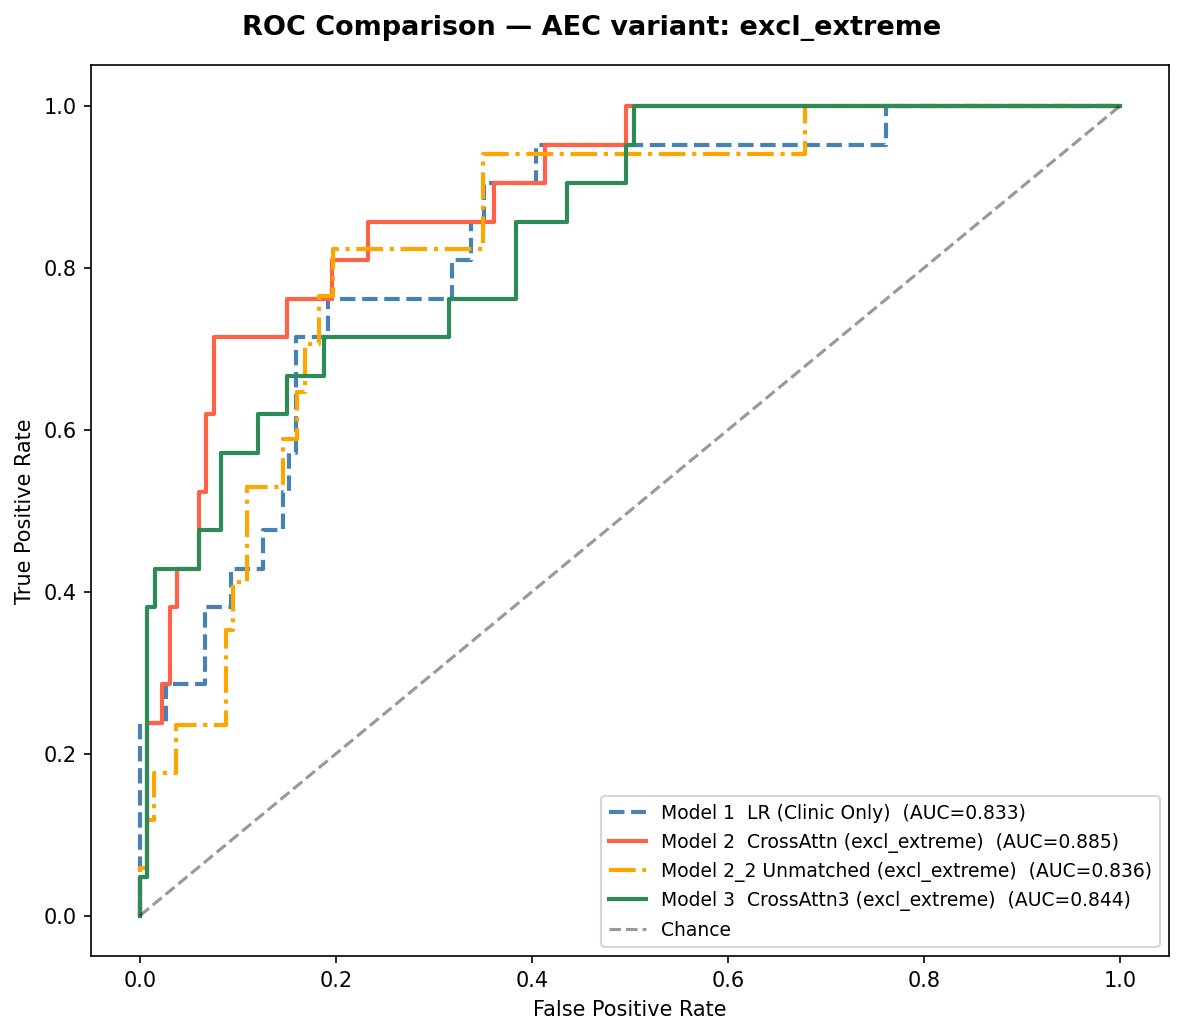 ROC Comparison — AEC variant: excl_extreme
True Positive Rate
1.0
0.8
0.6
0.4
0.2
0.0
Model 1  LR (Clinic Only)  (AUC=0.833)
Model 2  CrossAttn (excl_extreme)  (AUC=0.885)
Model 2_2 Unmatched (excl_extreme)  (AUC=0.836)
Model 3  CrossAttn3 (excl_extreme)  (AUC=0.844)
Chance
0.0 0.2 0.4 0.6 0.8 1.0
False Positive Rate